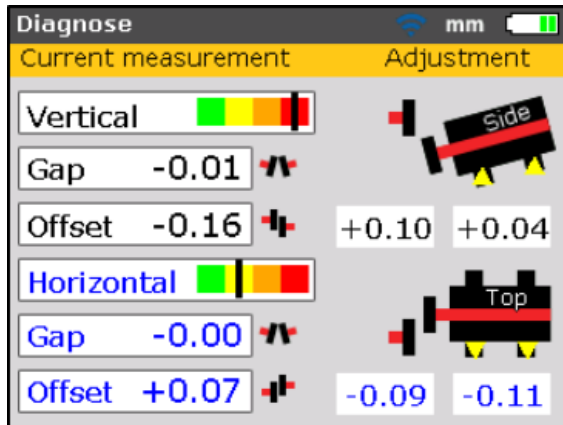 Diagnose mm
Current measurement Adjustment
Vertical
Side
Gap -0.01
Offset -0.16 +0.10 +0.04
Horizontal
Top
Gap -0.00
Offset +0.07 -0.09 -0.11